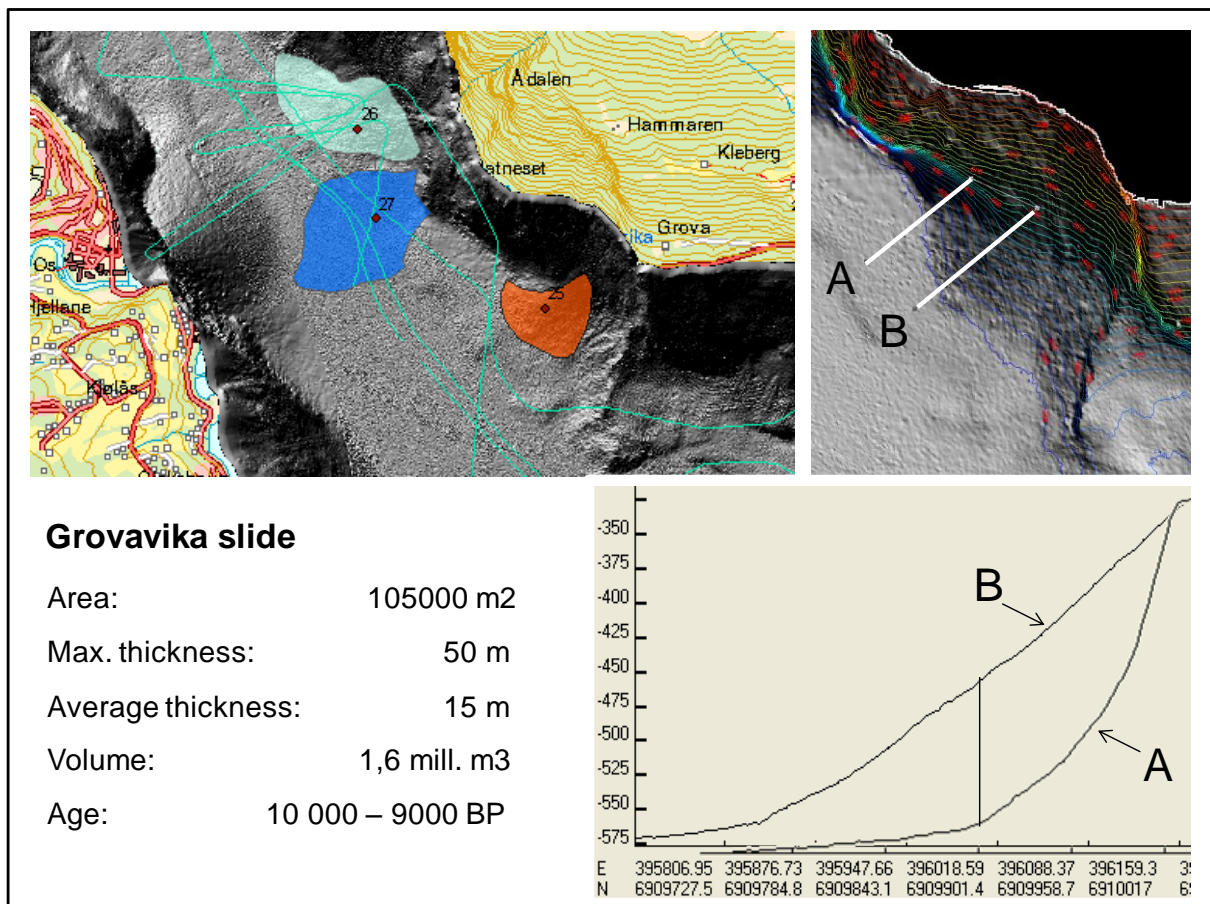 Ådalen
26
Hammaren
Kleberg
atneset
27
ika
Grova
Os
25
Hjellane
Kjølås
A
B
Grovavika slide
Area: 105000 m2
Max. thickness: 50 m
Average thickness: 15 m
Volume: 1,6 mill. m3
Age: 10 000 – 9000 BP
-350
-375
-400
-425
-450
-475
-500
-525
-550
-575
B
A
E 395806.95 395876.73 395947.66 396018.59 396088.37 396159.3
N 6909727.5 6909784.8 6909843.1 6909901.4 6909958.7 6910017